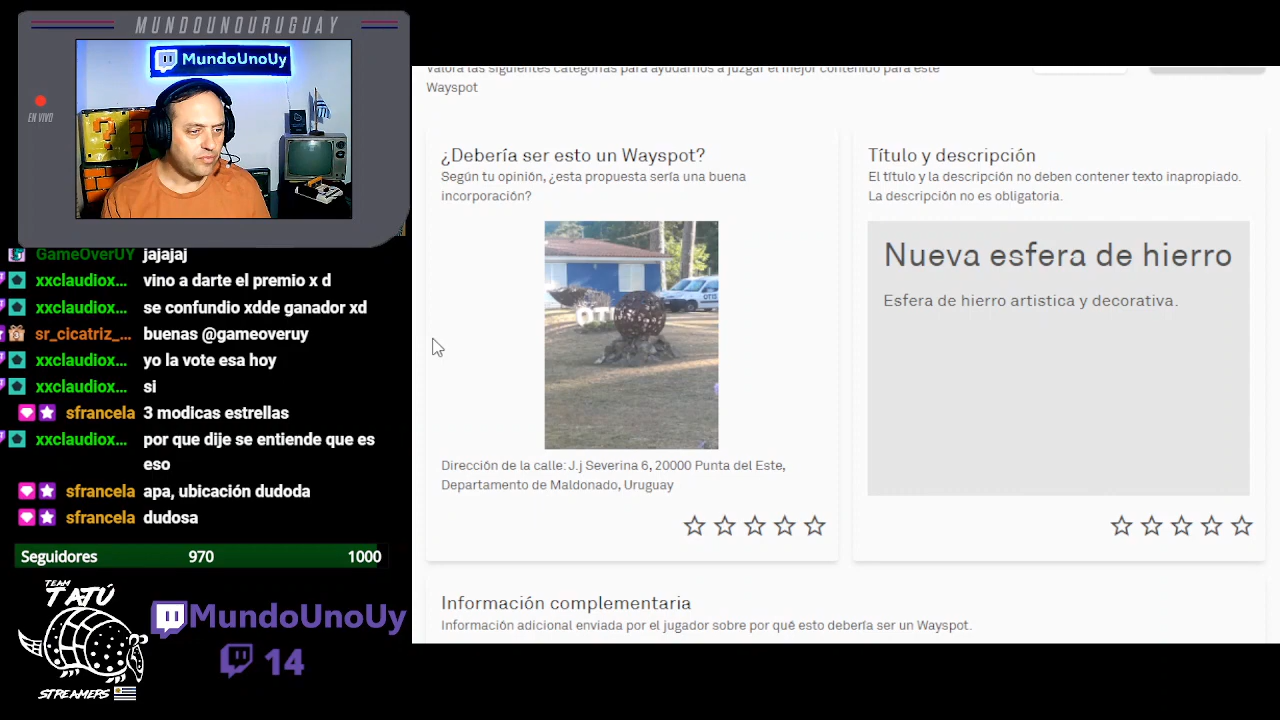 MUNDOUNOURUGUAY
MundoUnoUy
EN VIVO
GameOverUY jajajaj
xxclaudiox... vino a darte el premio x d
xxclaudiox... se confundio xdde ganador xd
sr_cicatriz_... buenas @gameoveruy
xxclaudiox... yo la vote esa hoy
xxclaudiox... si
sfrancela 3 modicas estrellas
xxclaudiox... por que dije se entiende que es
eso
sfrancela apa, ubicación dudoda
sfrancela dudosa
Seguidores 970 1000
TEAM
TATÚ
STREAMERS
MundoUnoUy
14
Valora las siguientes categorías para ayudarnos a juzgar el mejor contenido para este
Wayspot
¿Debería ser esto un Wayspot?
Según tu opinión, ¿esta propuesta sería una buena
incorporación?
OTIS
Dirección de la calle: J.j Severina 6, 20000 Punta del Este,
Departamento de Maldonado, Uruguay
Título y descripción
El título y la descripción no deben contener texto inapropiado.
La descripción no es obligatoria.
Nueva esfera de hierro
Esfera de hierro artistica y decorativa.
Información complementaria
Información adicional enviada por el jugador sobre por qué esto debería ser un Wayspot.